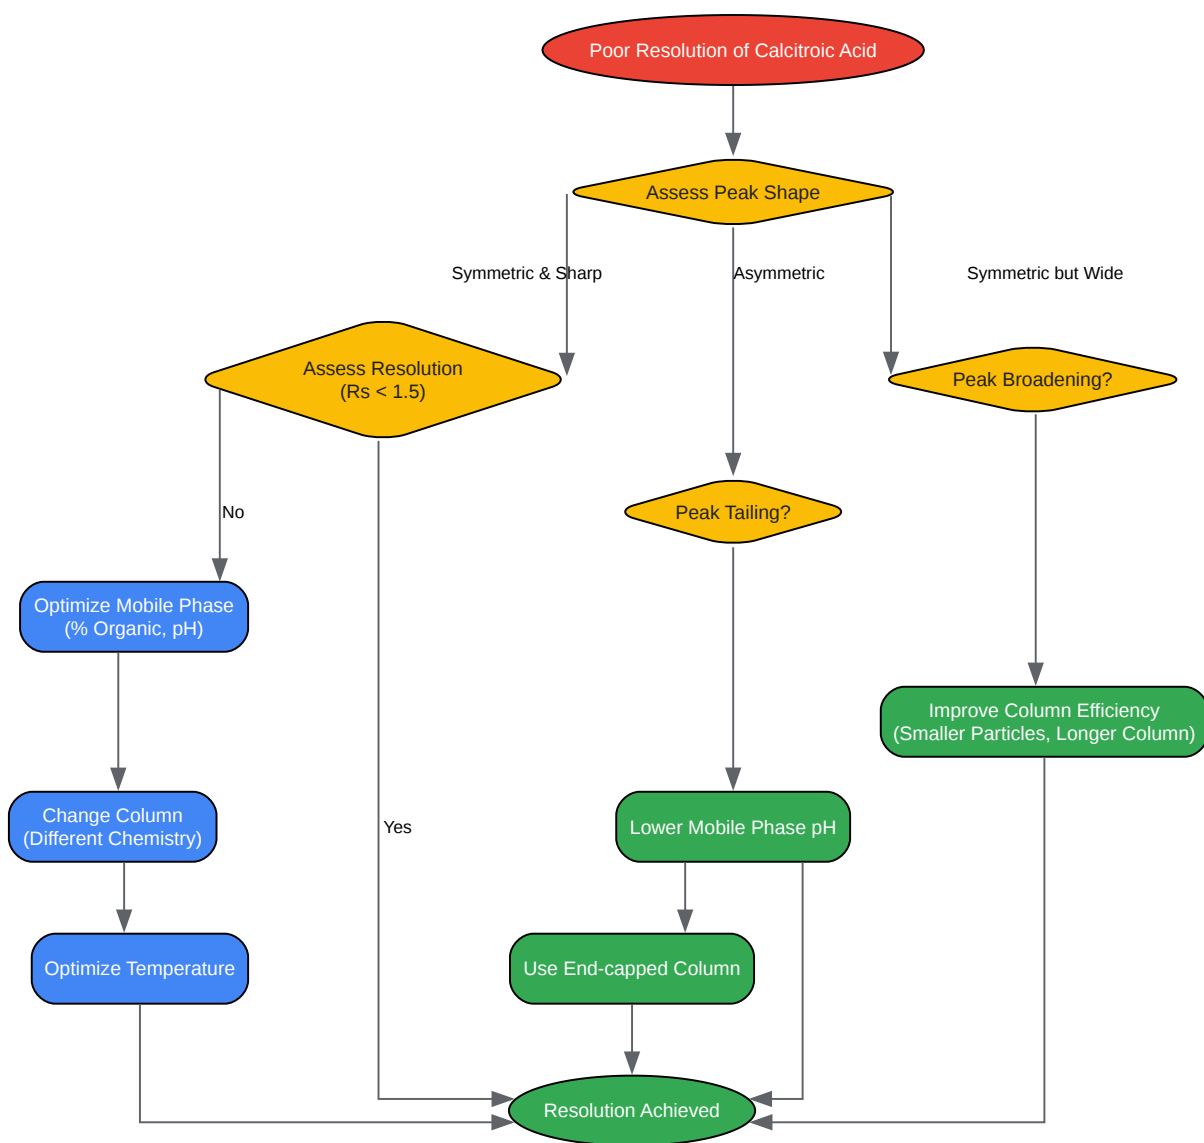 Poor Resolution of Calcitroic Acid
Assess Peak Shape
Symmetric & Sharp
Asymmetric
Symmetric but Wide
Assess Resolution
(Rs < 1.5)
Peak Broadening?
No
Peak Tailing?
Optimize Mobile Phase
(% Organic, pH)
Improve Column Efficiency
(Smaller Particles, Longer Column)
Change Column
(Different Chemistry)
Yes
Lower Mobile Phase pH
Optimize Temperature
Use End-capped Column
Resolution Achieved